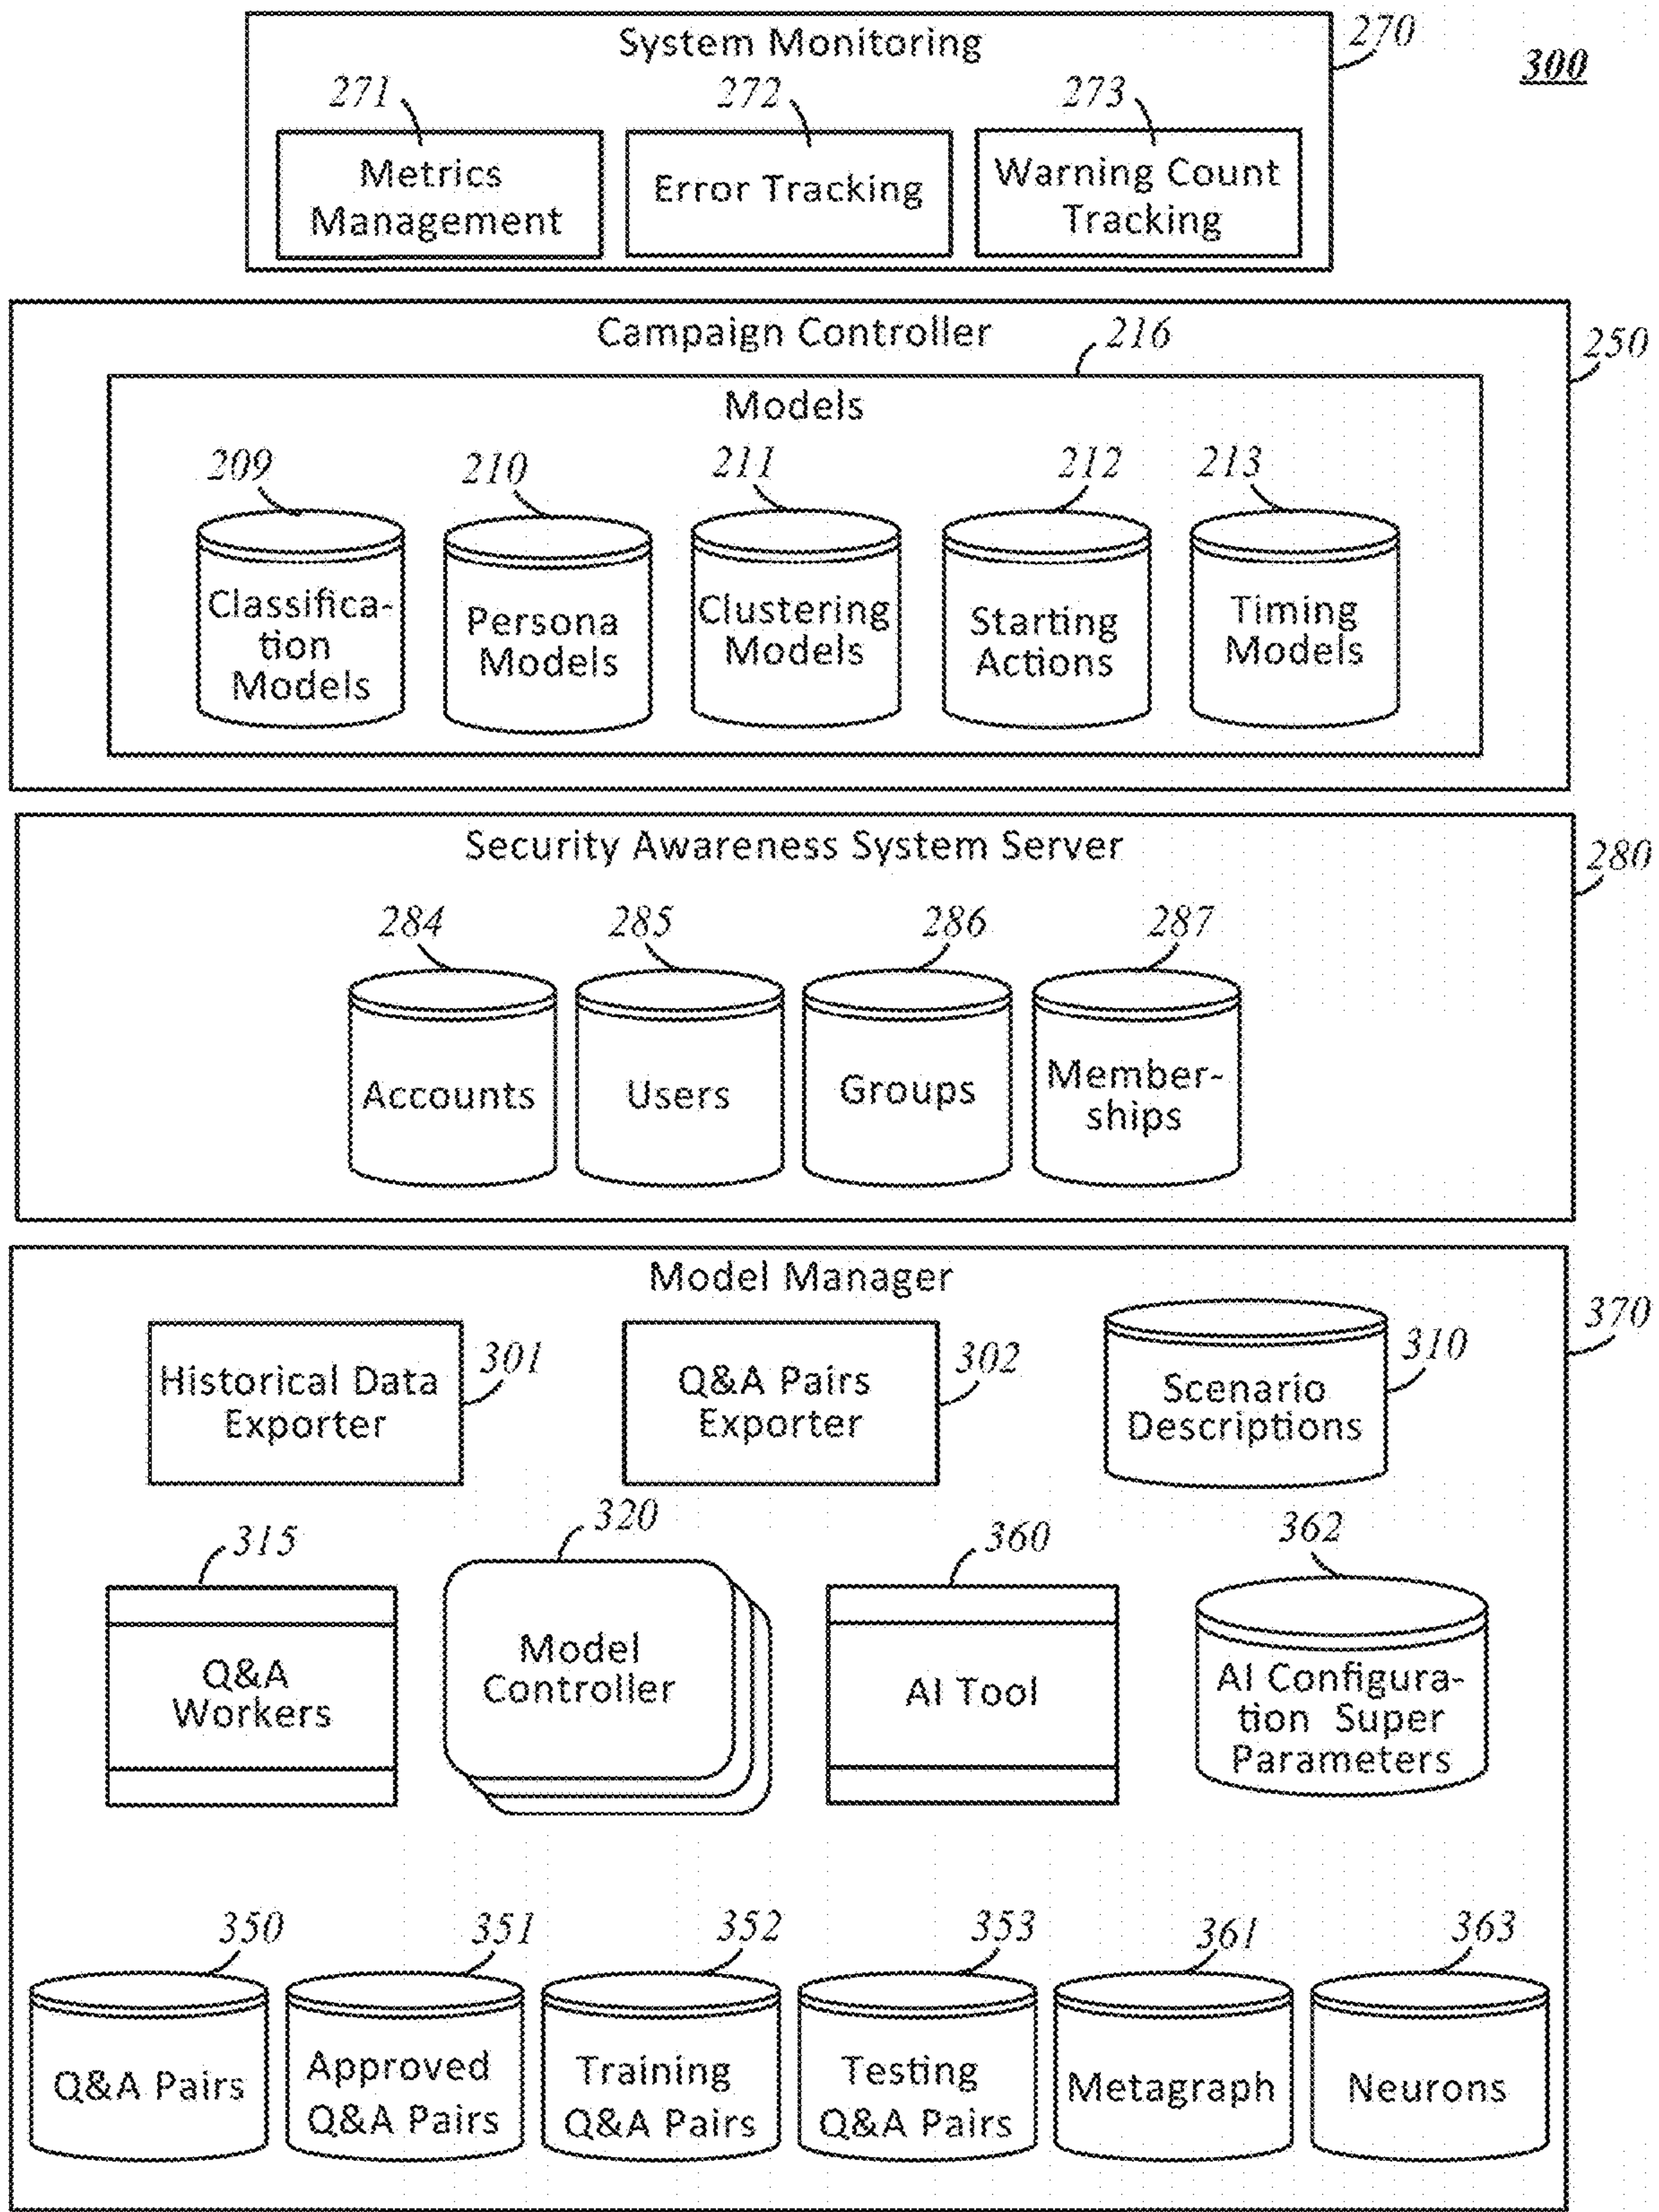 System Monitoring
270
300
271
272
273
Metrics
Management
Error Tracking
Warning Count
Tracking
Campaign Controller
216
250
Models
209
210
211
212
213
Classifica-
tion
Models
Persona
Models
Clustering
Models
Starting
Actions
Timing
Models
Security Awareness System Server
280
284
285
286
287
Accounts
Users
Groups
Member-
ships
Model Manager
370
Historical Data
Exporter
301
Q&A Pairs
Exporter
302
Scenario
Descriptions
310
315
320
360
362
Q&A
Workers
Model
Controller
AI Tool
AI Configura-
tion Super
Parameters
350
351
352
353
361
363
Q&A Pairs
Approved
Q&A Pairs
Training
Q&A Pairs
Testing
Q&A Pairs
Metagraph
Neurons